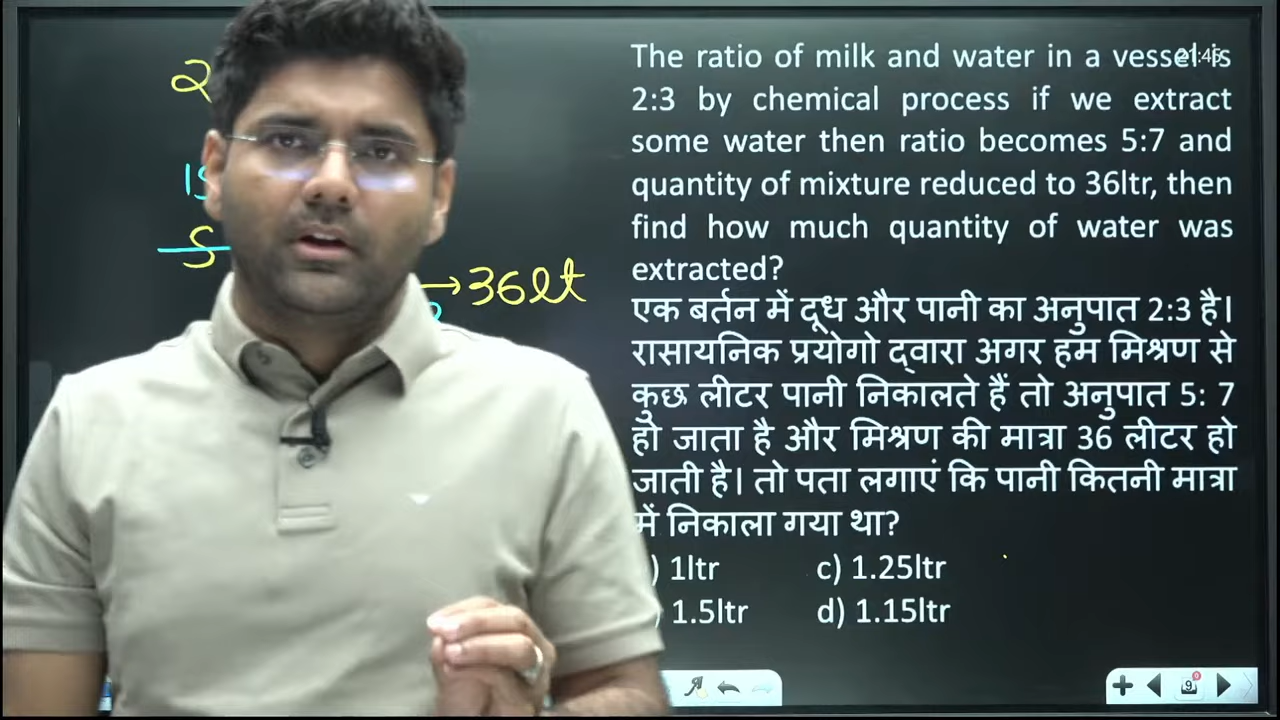 The ratio of milk and water in a vessel is
2:3 by chemical process if we extract
some water then ratio becomes 5:7 and
quantity of mixture reduced to 36ltr, then
find how much quantity of water was
extracted?
एक बर्तन में दूध और पानी का अनुपात 2:3 है।
रासायनिक प्रयोगो द्वारा अगर हम मिश्रण से
कुछ लीटर पानी निकालते हैं तो अनुपात 5: 7
हो जाता है और मिश्रण की मात्रा 36 लीटर हो
जाती है। तो पता लगाएं कि पानी कितनी मात्रा
में निकाला गया था?
) 1ltr c) 1.25ltr
) 1.5ltr d) 1.15ltr
2
5
→36lt
9